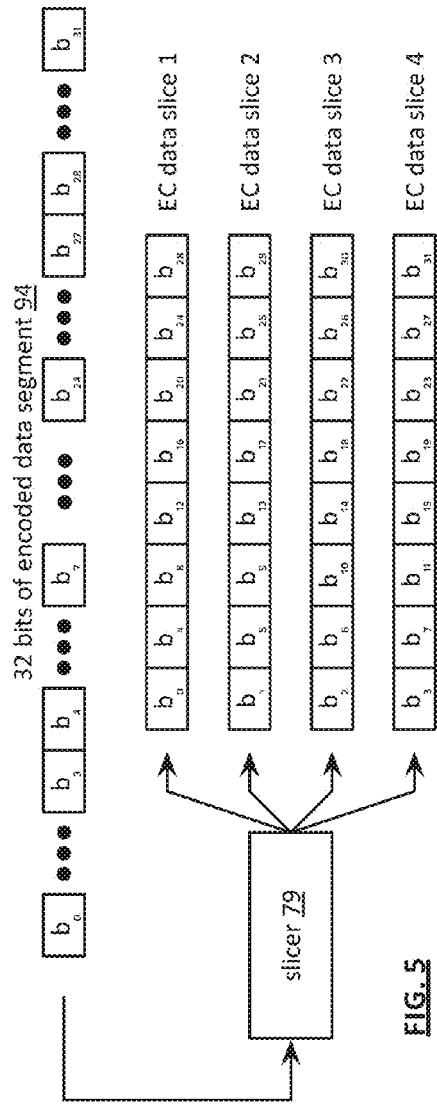 32 bits of encoded data segment 94
b0 ••• b3 b4 ••• b7 ••• b24 ••• b27 b28 ••• b31
slicer 79
b0 b4 b8 b12 b16 b20 b24 b28 EC data slice 1
b1 b5 b9 b13 b17 b21 b25 b29 EC data slice 2
b2 b6 b10 b14 b18 b22 b26 b30 EC data slice 3
b3 b7 b11 b15 b19 b23 b27 b31 EC data slice 4
FIG. 5